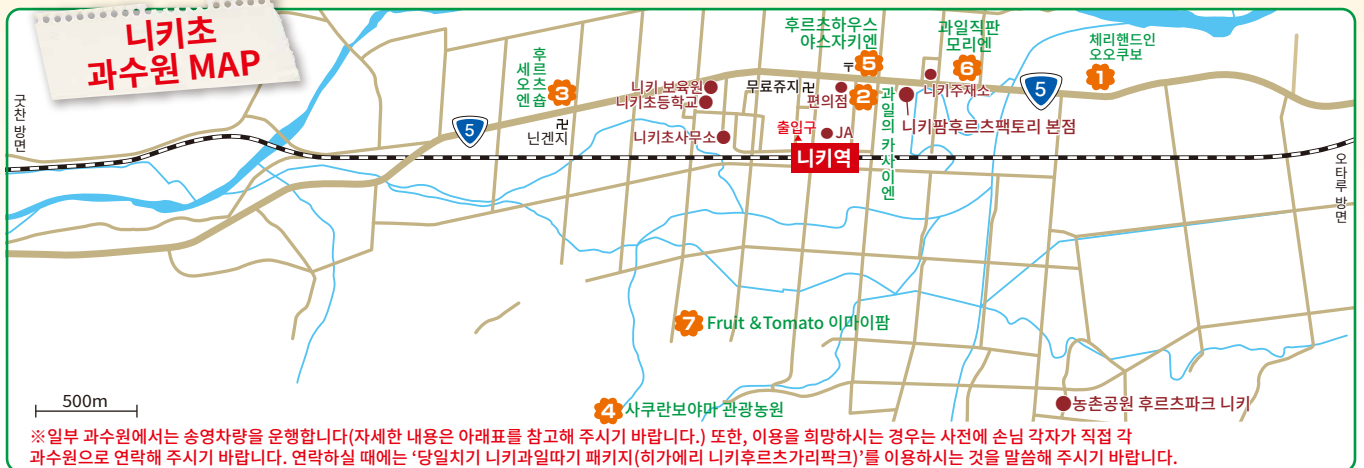 니키초
과수원 MAP
굿찬 방면
후르츠숍
세오엔
3
5
卍
닌겐지
니키 보육원
니키초등학교
니키초사무소
무료쥬지卍
편의점
출입구
JA
니키역
후르츠하우스
야스자키엔
〒
5
2
과일의 카사이엔
과일직판
모리엔
6
니키주재소
니키팜후르츠팩토리 본점
5
체리핸드인
오오쿠보
1
오타루 방면
7
Fruit &Tomato 이마이팜
4
사쿠란보야마 관광농원
농촌공원 후르츠파크 니키
500m
※일부 과수원에서는 송영차량을 운행합니다(자세한 내용은 아래표를 참고해 주시기 바랍니다.) 또한, 이용을 희망하시는 경우는 사전에 손님 각자가 직접 각
과수원으로 연락해 주시기 바랍니다. 연락하실 때에는 ‘당일치기 니키과일따기 패키지(히가에리 니키후르츠가리팍크)’를 이용하시는 것을 말씀해 주시기 바랍니다.